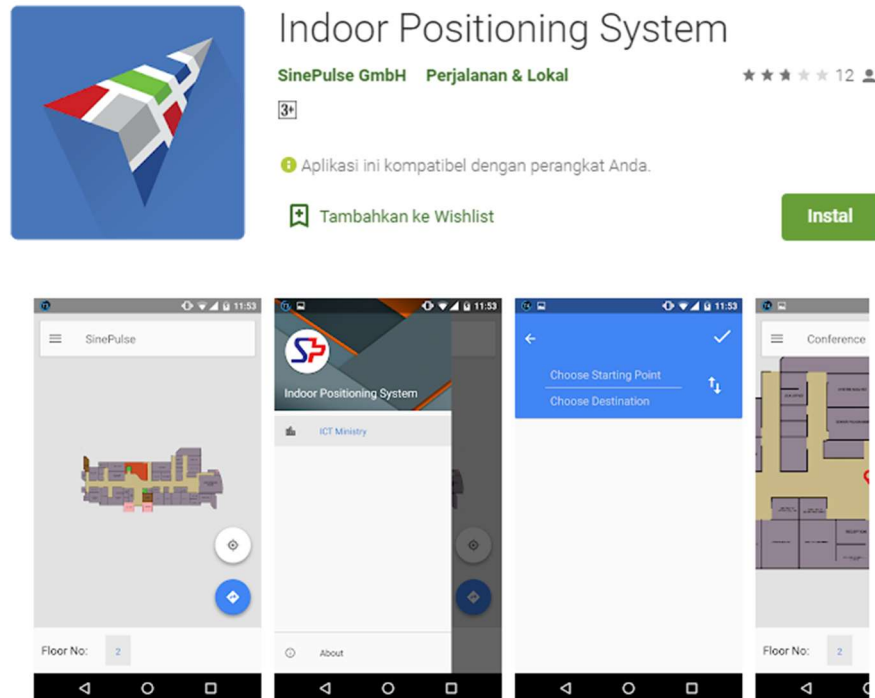 Indoor Positioning System
SinePulse GmbH Perjalanan & Lokal
12
3+
Aplikasi ini kompatibel dengan perangkat Anda.
Tambahkan ke Wishlist
Instal
11:53
SinePulse
Floor No: 2
11:53
SP
Indoor Positioning System
ICT Ministry
About
11:53
Choose Starting Point
Choose Destination
Conference
Floor No: 2